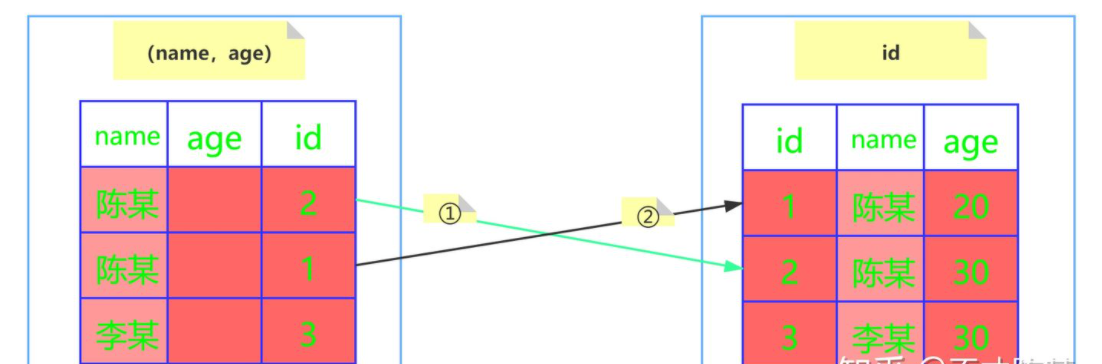 (name，age)
name age id
陈某 2
陈某 1
李某 3
①
②
id
id name age
1 陈某 20
2 陈某 30
3 李某 30
知乎